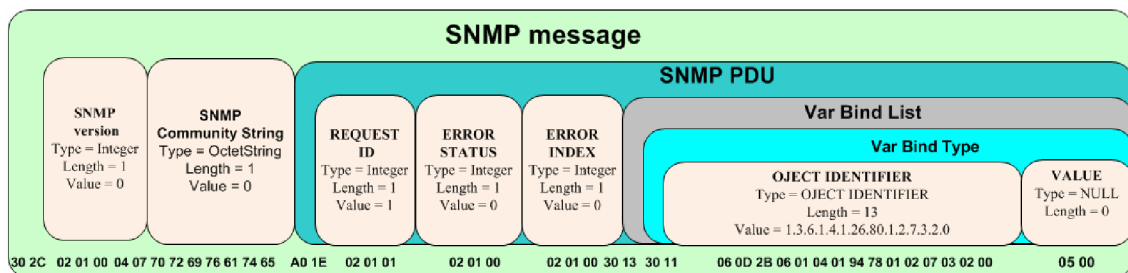 SNMP message
SNMP PDU
SNMP
version
Type = Integer
Length = 1
Value = 0
SNMP
Community String
Type = OctetString
Length = 1
Value = 0
REQUEST
ID
Type = Integer
Length = 1
Value = 1
ERROR
STATUS
Type = Integer
Length = 1
Value = 0
ERROR
INDEX
Type = Integer
Length = 1
Value = 0
Var Bind List
Var Bind Type
OJECT IDENTIFIER
Type = OJECT IDENTIFIER
Length = 13
Value = 1.3.6.1.4.1.26.80.1.2.7.3.2.0
VALUE
Type = NULL
Length = 0
30 2C 02 01 00 04 07 70 72 69 76 61 74 65 A0 1E 02 01 01 02 01 00 02 01 00 30 13 30 11 06 0D 2B 06 01 04 01 94 78 01 02 07 03 02 00 05 00